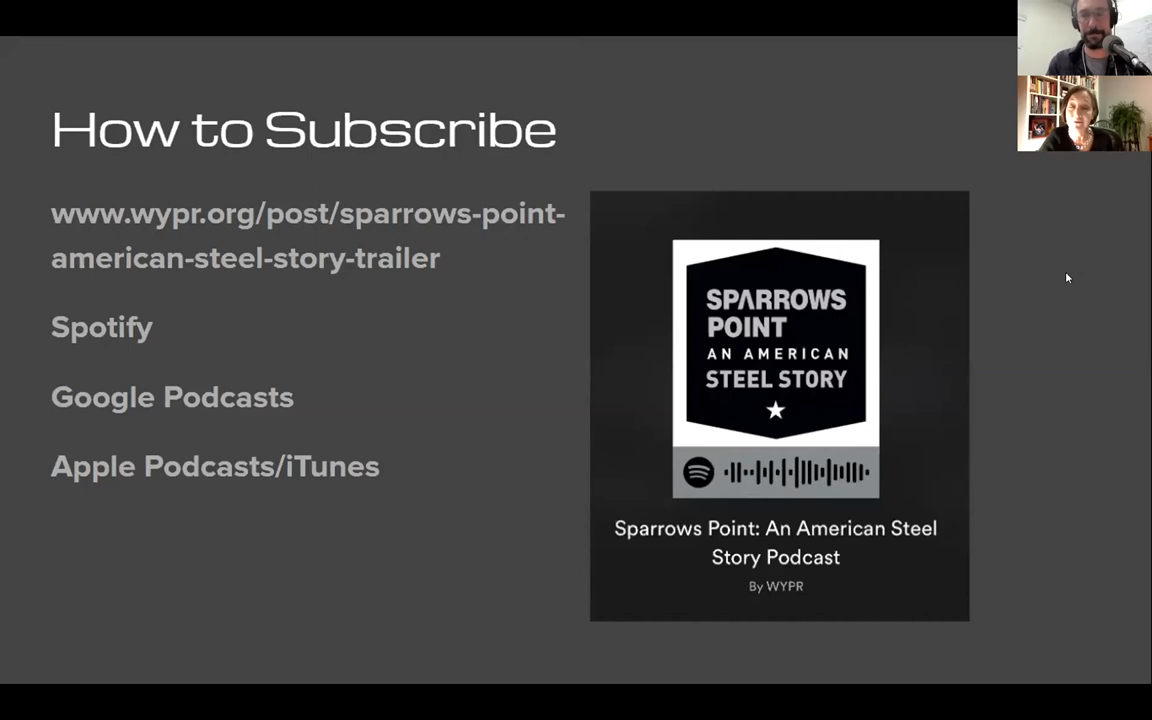 How to Subscribe
www.wypr.org/post/sparrows-point-
american-steel-story-trailer
Spotify
Google Podcasts
Apple Podcasts/iTunes
SPARROWS
POINT
AN AMERICAN
STEEL STORY
Sparrows Point: An American Steel
Story Podcast
By WYPR